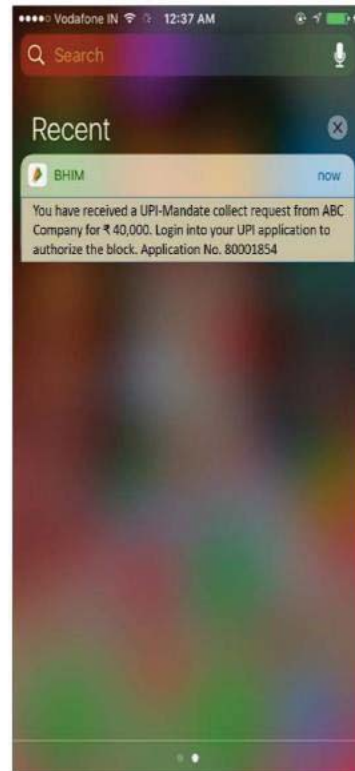 Vodafone IN 12:37 AM
Search
Recent
BHIM now
You have received a UPI-Mandate collect request from ABC
Company for ₹ 40,000. Login into your UPI application to
authorize the block. Application No. 80001854